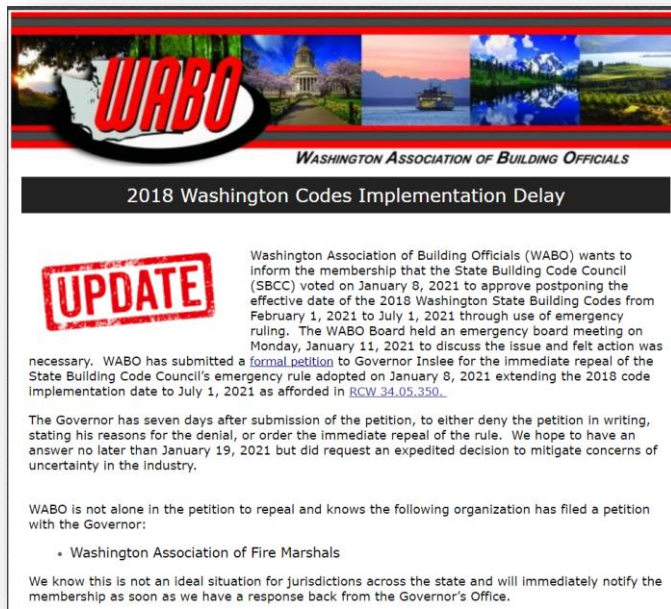 WABO
WASHINGTON ASSOCIATION OF BUILDING OFFICIALS
2018 Washington Codes Implementation Delay
UPDATE
Washington Association of Building Officials (WABO) wants to
inform the membership that the State Building Code Council
(SBCC) voted on January 8, 2021 to approve postponing the
effective date of the 2018 Washington State Building Codes from
February 1, 2021 to July 1, 2021 through use of emergency
ruling.  The WABO Board held an emergency board meeting on
Monday, January 11, 2021 to discuss the issue and felt action was
necessary.  WABO has submitted a formal petition to Governor Inslee for the immediate repeal of the
State Building Code Council's emergency rule adopted on January 8, 2021 extending the 2018 code
implementation date to July 1, 2021 as afforded in RCW 34.05.350.
The Governor has seven days after submission of the petition, to either deny the petition in writing,
stating his reasons for the denial, or order the immediate repeal of the rule.  We hope to have an
answer no later than January 19, 2021 but did request an expedited decision to mitigate concerns of
uncertainty in the industry.
WABO is not alone in the petition to repeal and knows the following organization has filed a petition
with the Governor:
• Washington Association of Fire Marshals
We know this is not an ideal situation for jurisdictions across the state and will immediately notify the
membership as soon as we have a response back from the Governor's Office.